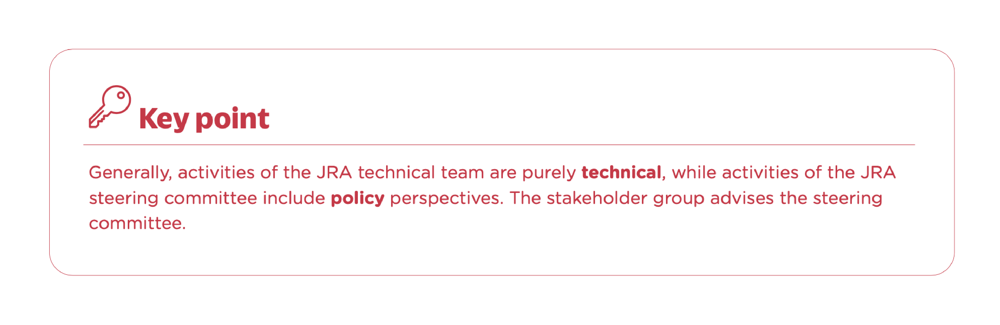 Key point
Generally, activities of the JRA technical team are purely technical, while activities of the JRA
steering committee include policy perspectives. The stakeholder group advises the steering
committee.